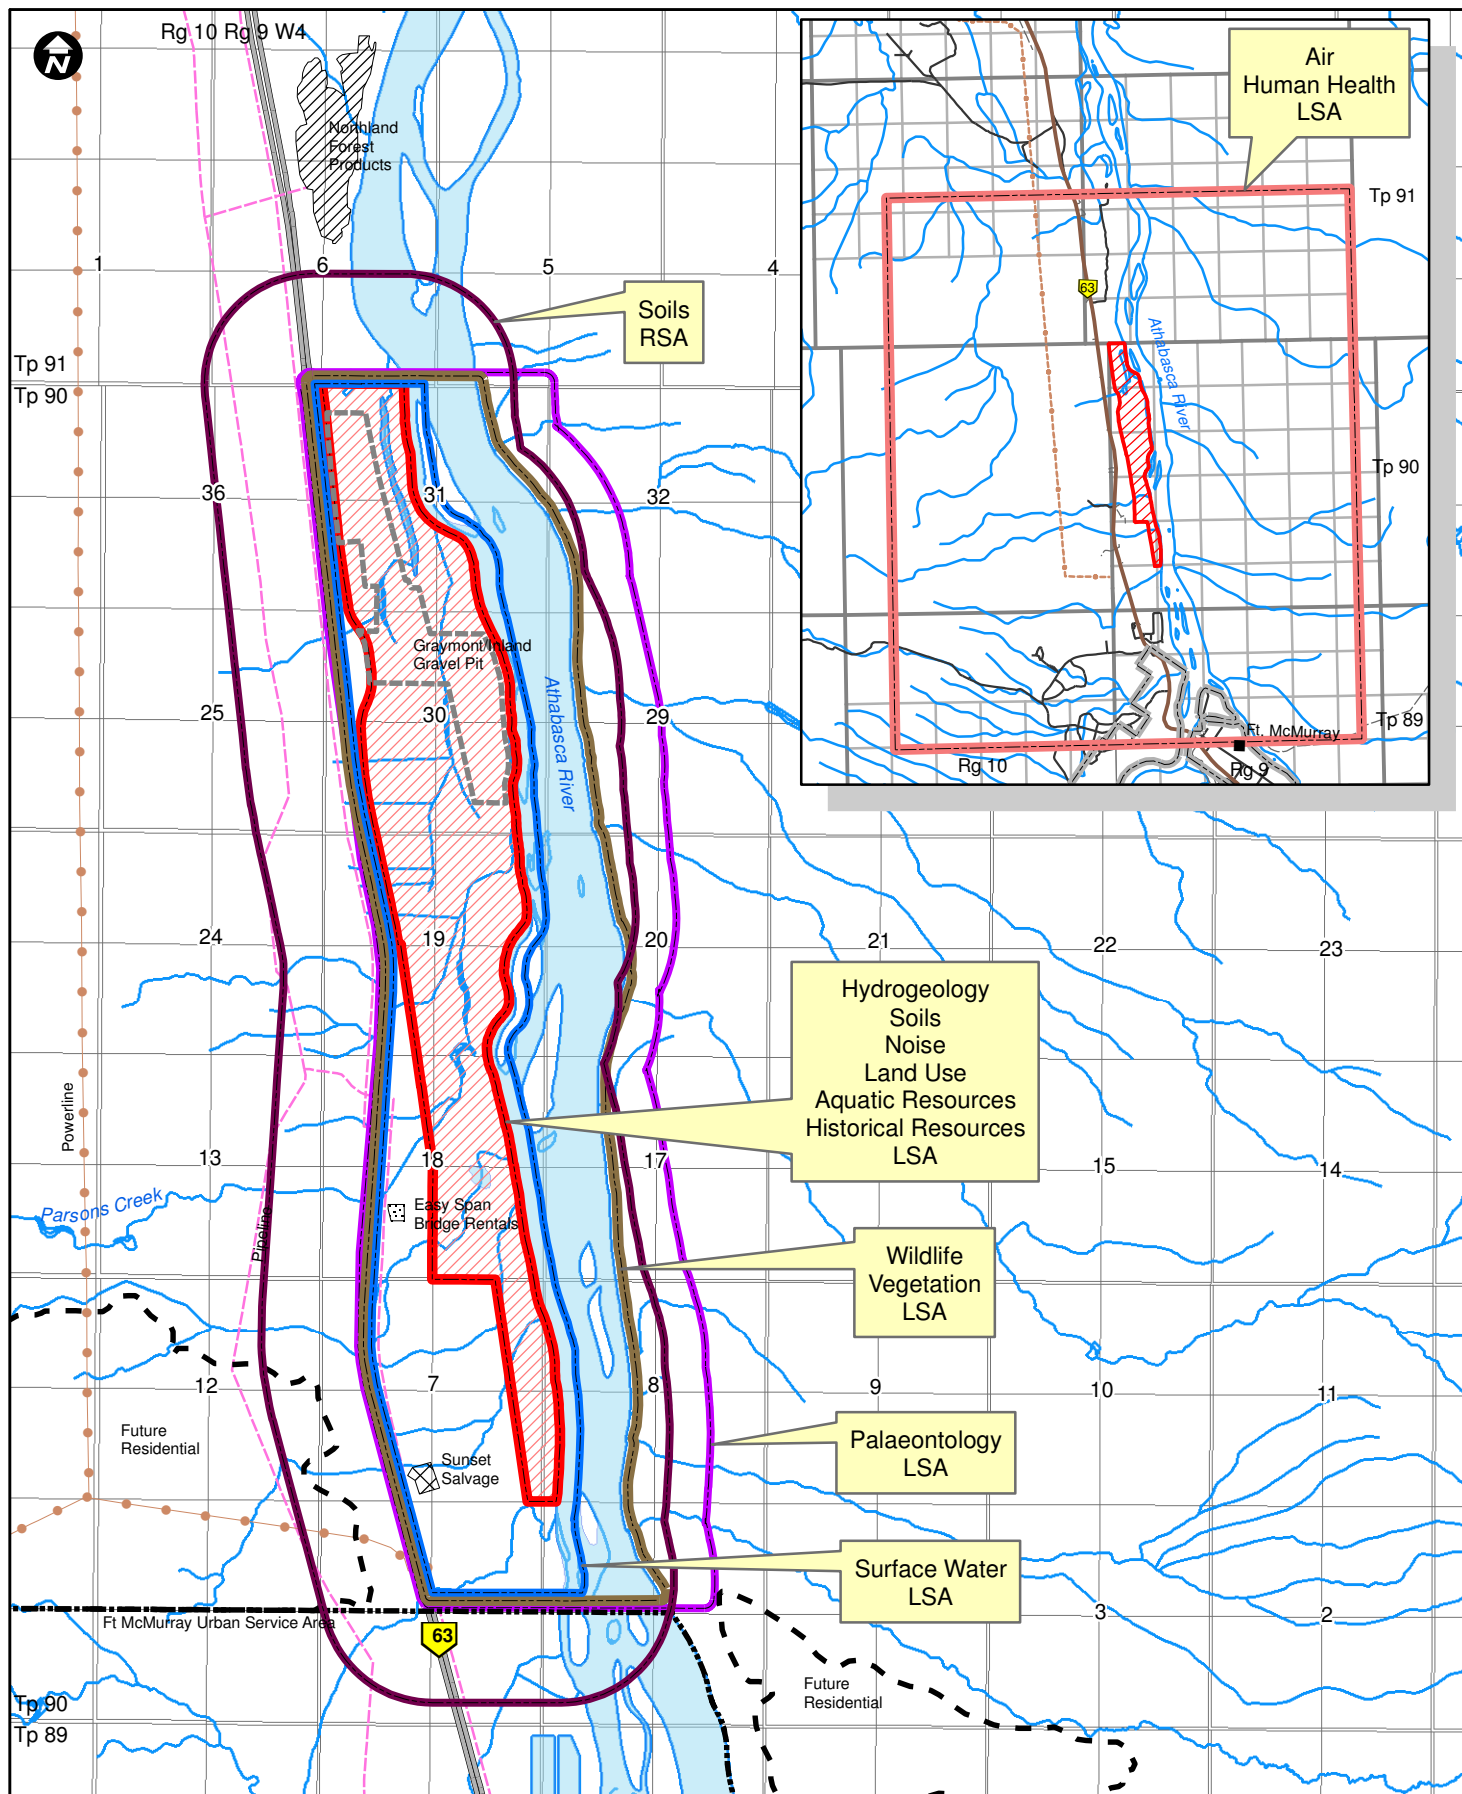 N
Rg 10 Rg 9 W4
Northland
Forest
Products
1
6
5
4
Soils
RSA
Tp 91
Tp 90
36
31
32
Graymont/Inland
Gravel Pit
25
30
29
Athabasca River
24
19
20
21
22
23
Hydrogeology
Soils
Noise
Land Use
Aquatic Resources
Historical Resources
LSA
Powerline
13
18
17
15
14
Parsons Creek
Pipeline
Easy Span
Bridge Rentals
Wildlife
Vegetation
LSA
12
7
8
9
10
11
Future
Residential
Sunset
Salvage
Palaeontology
LSA
Surface Water
LSA
Ft McMurray Urban Service Area
63
3
2
Future
Residential
Tp 90
Tp 89
Air
Human Health
LSA
Tp 91
63
Athabasca River
Tp 90
Tp 89
Ft. McMurray
Rg 10
Rg 9